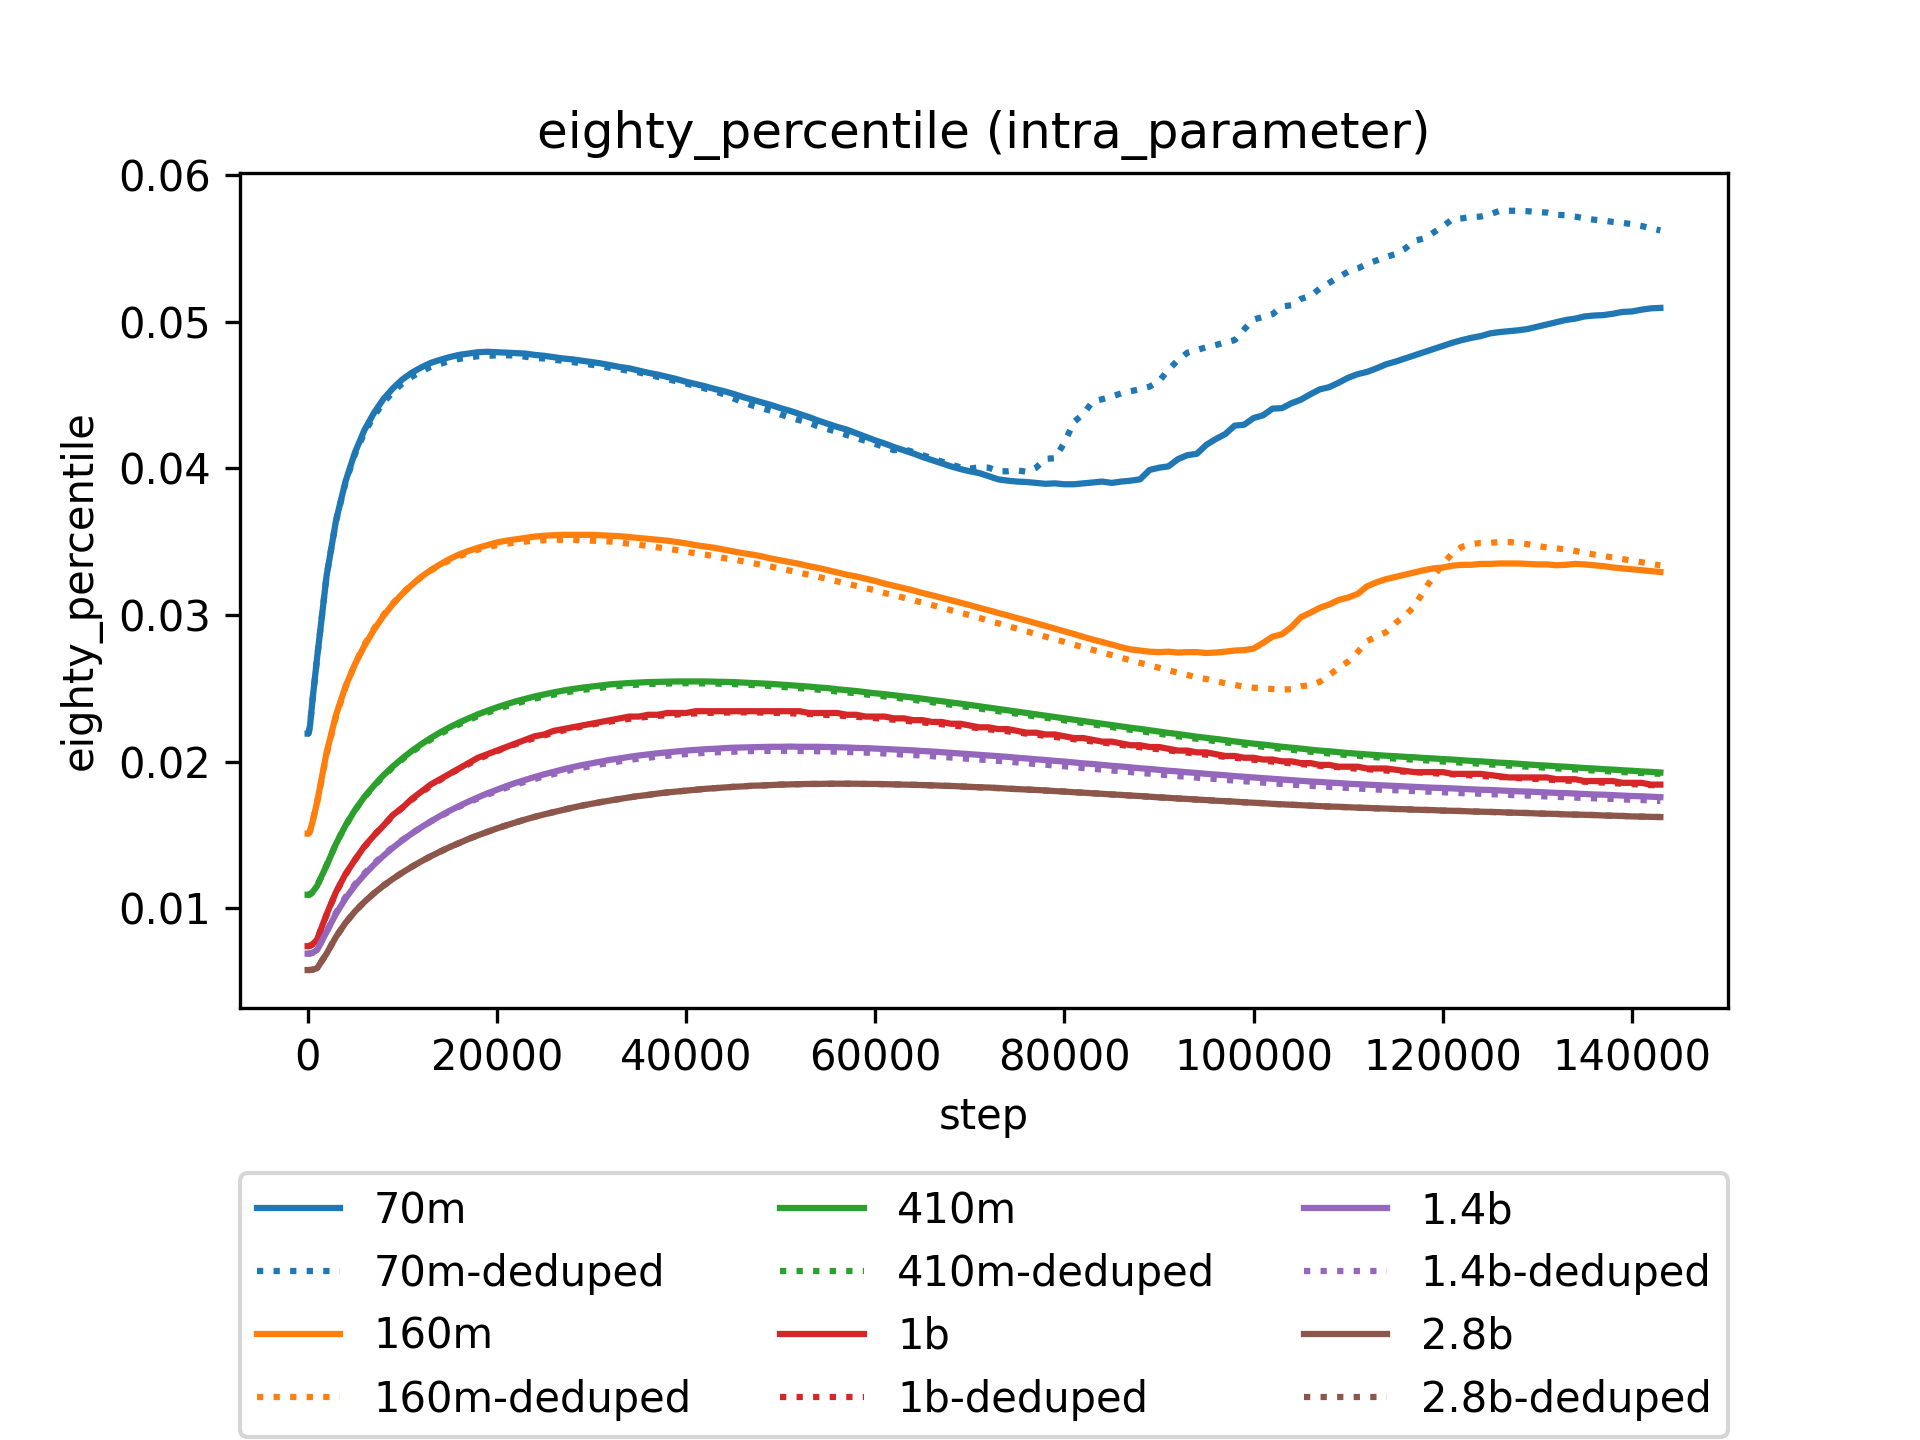 eighty_percentile (intra_parameter)
0.06
0.05
0.04
0.03
0.02
0.01
eighty_percentile
0 20000 40000 60000 80000 100000 120000 140000
step
70m
70m-deduped
160m
160m-deduped
410m
410m-deduped
1b
1b-deduped
1.4b
1.4b-deduped
2.8b
2.8b-deduped